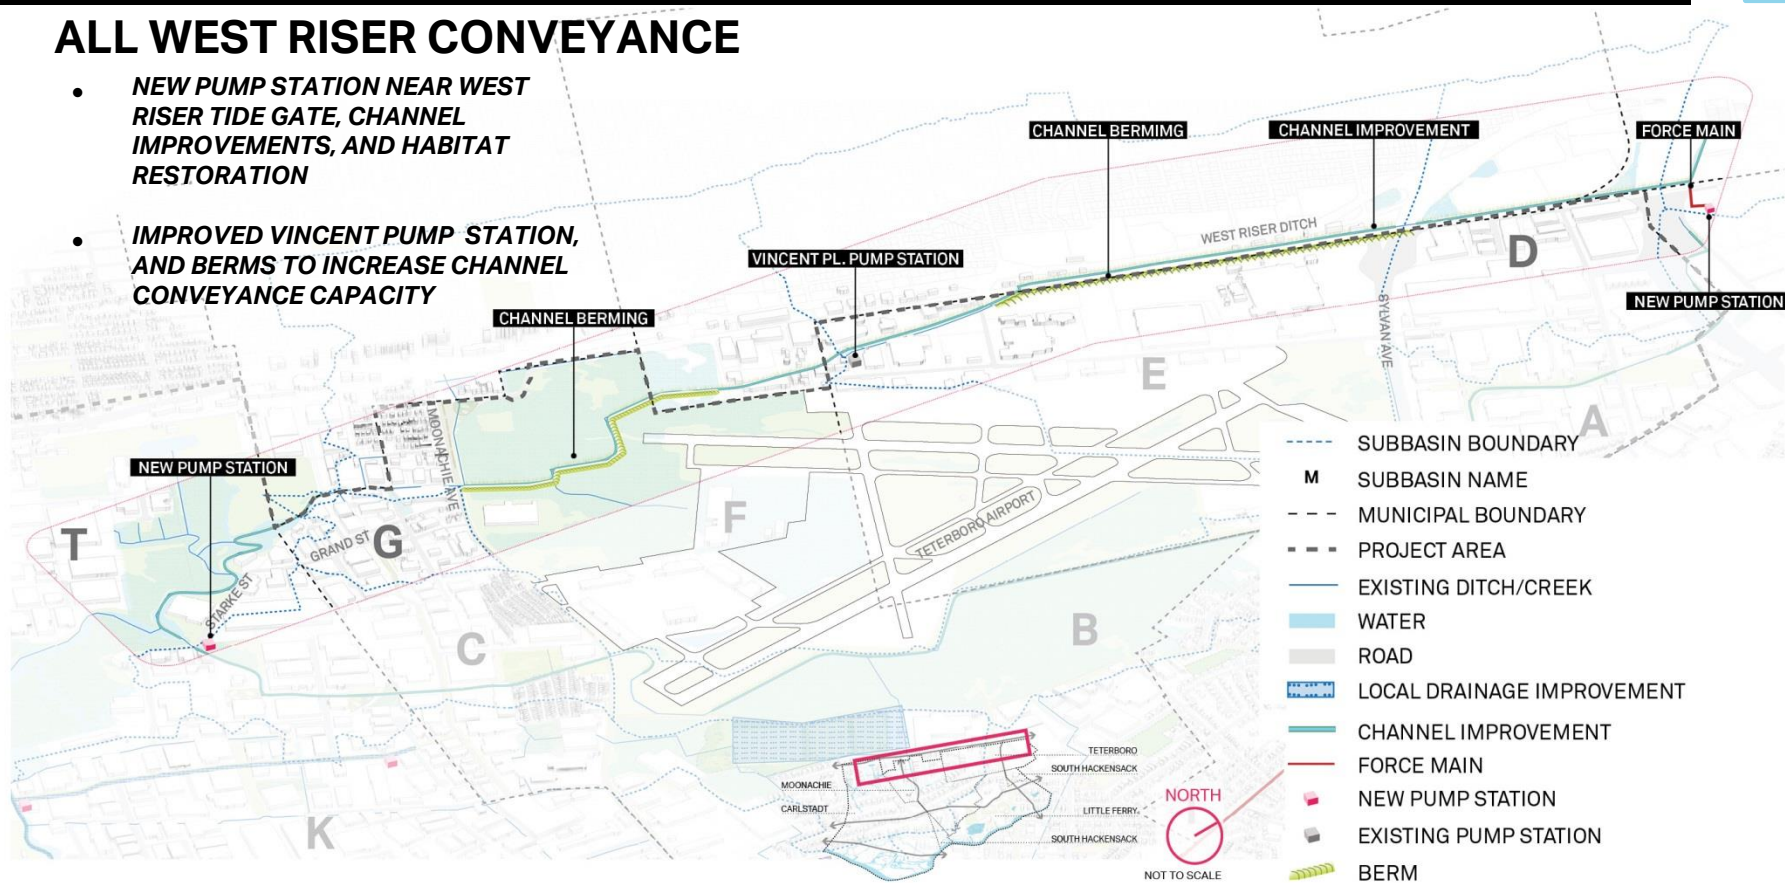 ALL WEST RISER CONVEYANCE
• NEW PUMP STATION NEAR WEST
RISER TIDE GATE, CHANNEL
IMPROVEMENTS, AND HABITAT
RESTORATION
• IMPROVED VINCENT PUMP STATION,
AND BERMS TO INCREASE CHANNEL
CONVEYANCE CAPACITY
CHANNEL BERMIMG
CHANNEL IMPROVEMENT
FORCE MAIN
WEST RISER DITCH
D
VINCENT PL. PUMP STATION
NEW PUMP STATION
CHANNEL BERMING
SYLVAN AVE
E
A
MOONACHIE AVE
NEW PUMP STATION
T
GRAND ST
G
F
TETERBORO AIRPORT
STARKE ST
C
B
K
SUBBASIN BOUNDARY
M SUBBASIN NAME
MUNICIPAL BOUNDARY
PROJECT AREA
EXISTING DITCH/CREEK
WATER
ROAD
LOCAL DRAINAGE IMPROVEMENT
CHANNEL IMPROVEMENT
FORCE MAIN
NEW PUMP STATION
EXISTING PUMP STATION
BERM
TETERBORO
SOUTH HACKENSACK
MOONACHIE
CARLSTADT
LITTLE FERRY
SOUTH HACKENSACK
NORTH
NOT TO SCALE